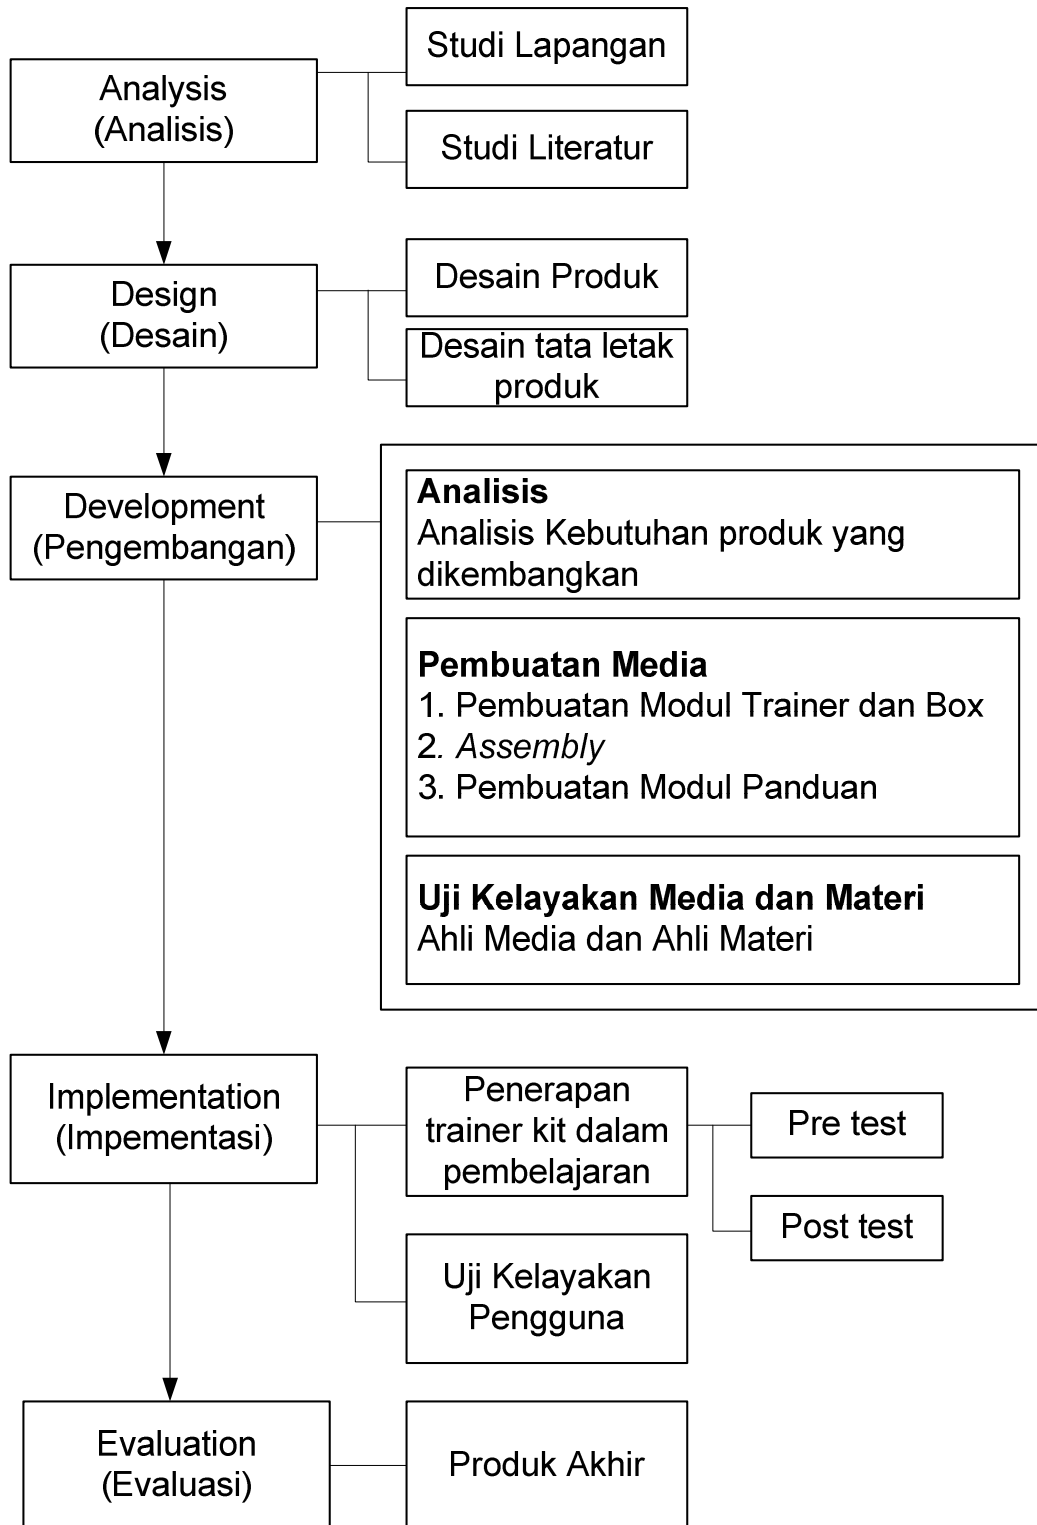 Analysis
(Analisis)
Studi Lapangan
Studi Literatur
Design
(Desain)
Desain Produk
Desain tata letak
produk
Development
(Pengembangan)
Analisis
Analisis Kebutuhan produk yang
dikembangkan
Pembuatan Media
1. Pembuatan Modul Trainer dan Box
2. Assembly
3. Pembuatan Modul Panduan
Uji Kelayakan Media dan Materi
Ahli Media dan Ahli Materi
Implementation
(Impementasi)
Penerapan
trainer kit dalam
pembelajaran
Pre test
Post test
Uji Kelayakan
Pengguna
Evaluation
(Evaluasi)
Produk Akhir